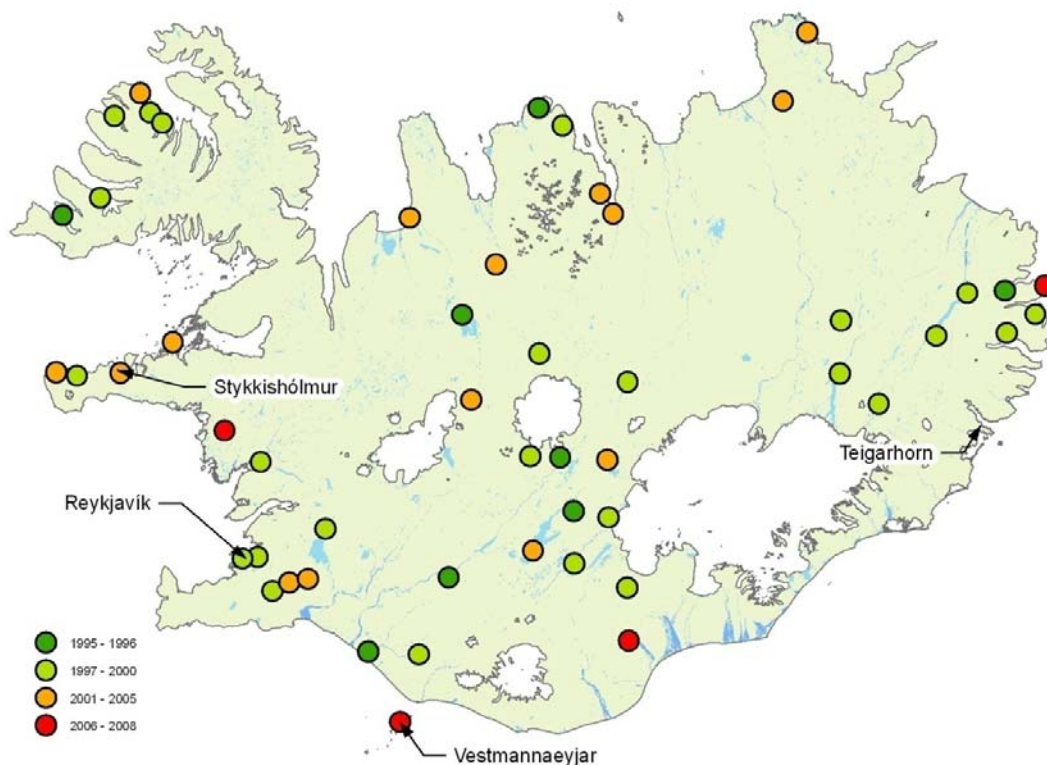 Stykkishólmur
Teigarhorn
Reykjavík
1995 - 1996
1997 - 2000
2001 - 2005
2006 - 2008
Vestmannaeyjar